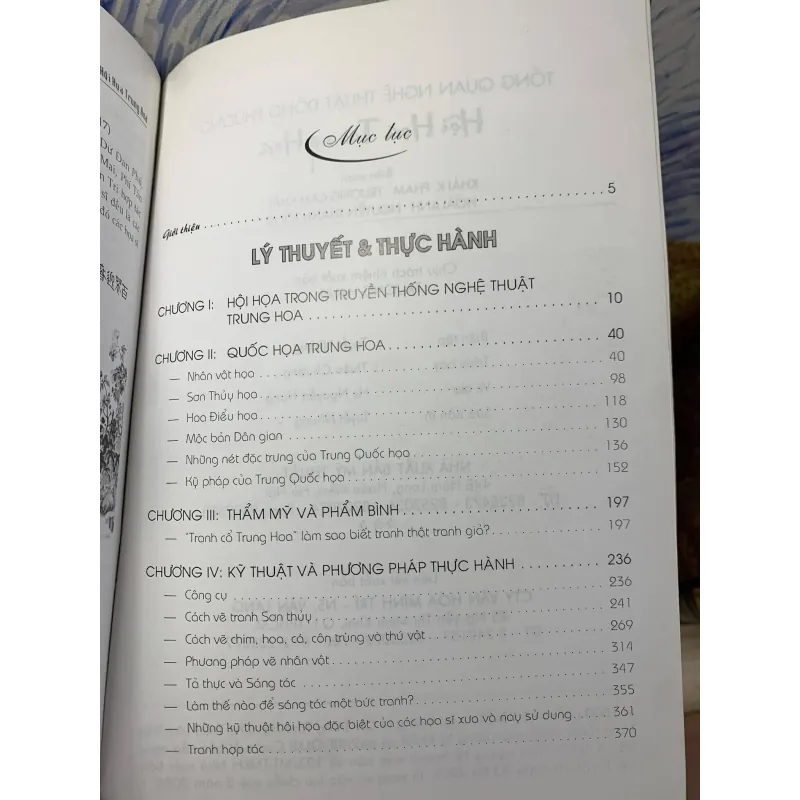 Hội Họa Trung Hoa
Dư Dan Phủ,
Mục lục
Giới thiệu 5
LÝ THUYẾT & THỰC HÀNH
CHƯƠNG I: HỘI HỌA TRONG TRUYỀN THỐNG NGHỆ THUẬT
TRUNG HOA 10
CHƯƠNG II: QUỐC HỌA TRUNG HOA 40
— Nhân vật họa 40
— Sơn Thủy họa 98
— Hoa Điểu họa 118
— Mộc bản Dân gian 130
— Những nét đặc trưng của Trung Quốc họa 136
— Kỹ pháp của Trung Quốc họa 152
CHƯƠNG III: THẨM MỸ VÀ PHẨM BÌNH 197
— "Tranh cổ Trung Hoa" làm sao biết tranh thật tranh giả? 197
CHƯƠNG IV: KỸ THUẬT VÀ PHƯƠNG PHÁP THỰC HÀNH 236
— Công cụ 236
— Cách vẽ tranh Sơn thủy 241
— Cách vẽ chim, hoa, cá, côn trùng và thú vật 269
— Phương pháp vẽ nhân vật 314
— Tả thực và Sáng tác 347
— Làm thế nào để sáng tác một bức tranh? 355
— Những kỹ thuật hội họa đặc biệt của các họa sĩ xưa và nay sử dụng 361
— Tranh hợp tác 370